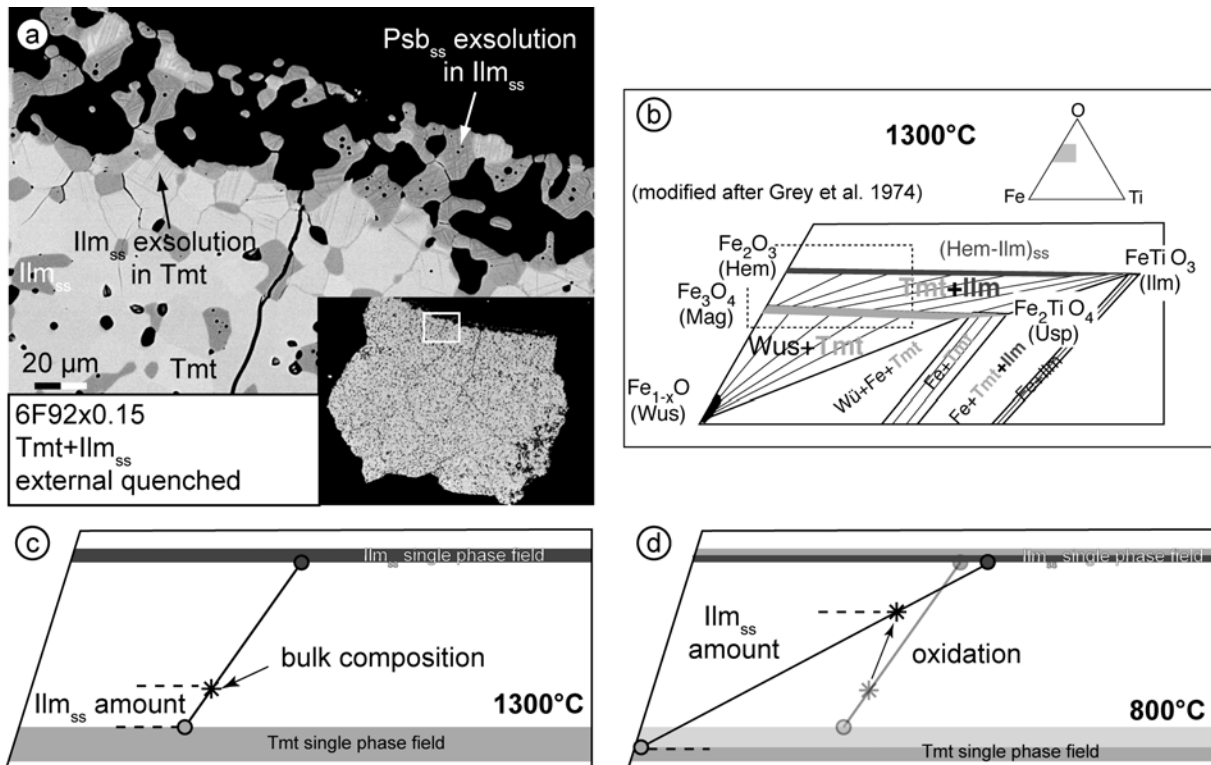 a
Psb ss exsolution
in Ilm ss
Ilm ss exsolution
in Tmt
Ilm ss
20 µm
Tmt
6F92x0.15
Tmt+Ilm ss
external quenched
b
1300°C
O
Fe
Ti
(modified after Grey et al. 1974)
Fe2O3
(Hem)
(Hem-Ilm)ss
FeTi O3
(Ilm)
Tmt+Ilm
Fe3O4
(Mag)
Fe2Ti O4
(Usp)
Wus+Tmt
Fe1-xO
(Wus)
Wü+Fe+Tmt
Fe+Tmt
Fe+Tmt+Ilm
Fe+Ilm
c
Ilm ss single phase field
bulk composition
Ilm ss amount
1300°C
Tmt single phase field
d
Ilm ss single phase field
Ilm ss
amount
oxidation
800°C
Tmt single phase field